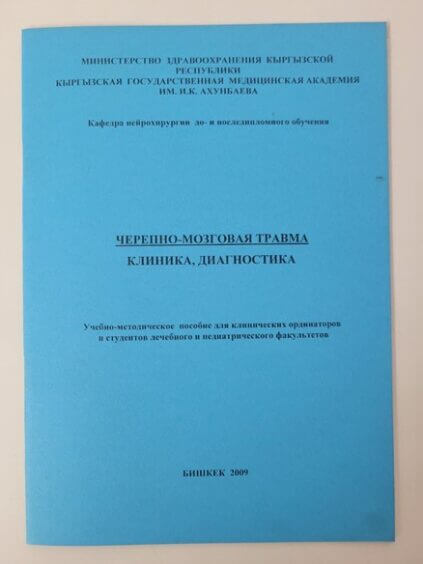 МИНИСТЕРСТВО ЗДРАВООХРАНЕНИЯ КЫРГЫЗСКОЙ
РЕСПУБЛИКИ
КЫРГЫЗСКАЯ ГОСУДАРСТВЕННАЯ МЕДИЦИНСКАЯ АКАДЕМИЯ
ИМ. И.К. АХУНБАЕВА
Кафедра нейрохирургии до- и последипломного обучения
ЧЕРЕПНО-МОЗГОВАЯ ТРАВМА
КЛИНИКА, ДИАГНОСТИКА
Учебно-методическое пособие для клинических ординаторов
и студентов лечебного и педиатрического факультетов
БИШКЕК 2009